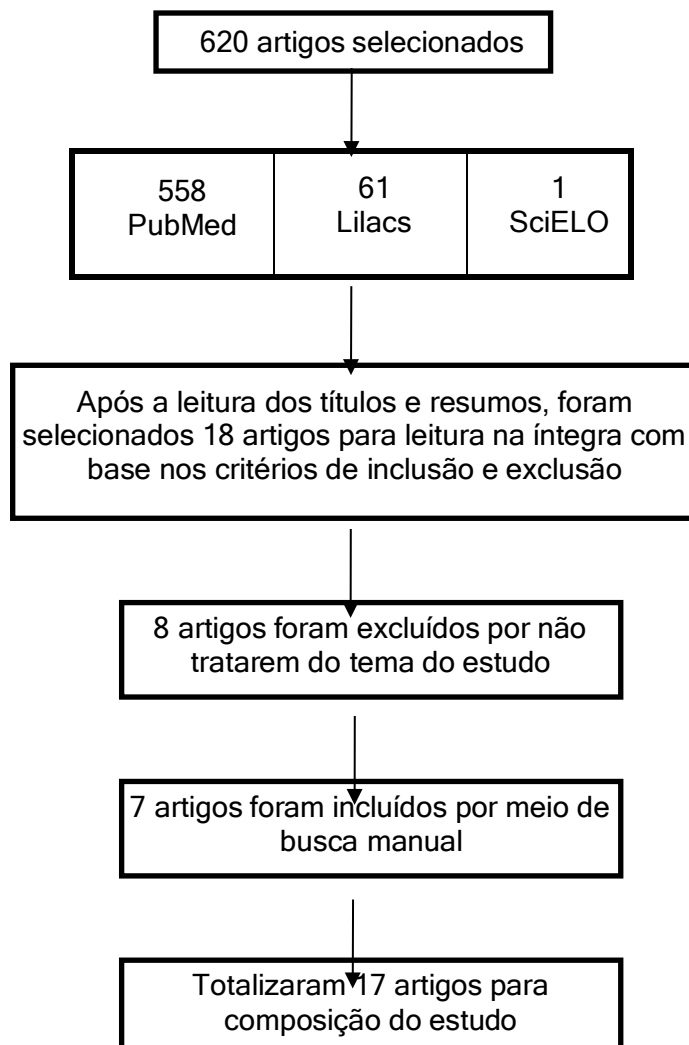 620 artigos selecionados
558 61 1
PubMed Lilacs SciELO
Após a leitura dos títulos e resumos, foram
selecionados 18 artigos para leitura na íntegra com
base nos critérios de inclusão e exclusão
8 artigos foram excluídos por não
tratarem do tema do estudo
7 artigos foram incluídos por meio de
busca manual
Totalizaram 17 artigos para
composição do estudo